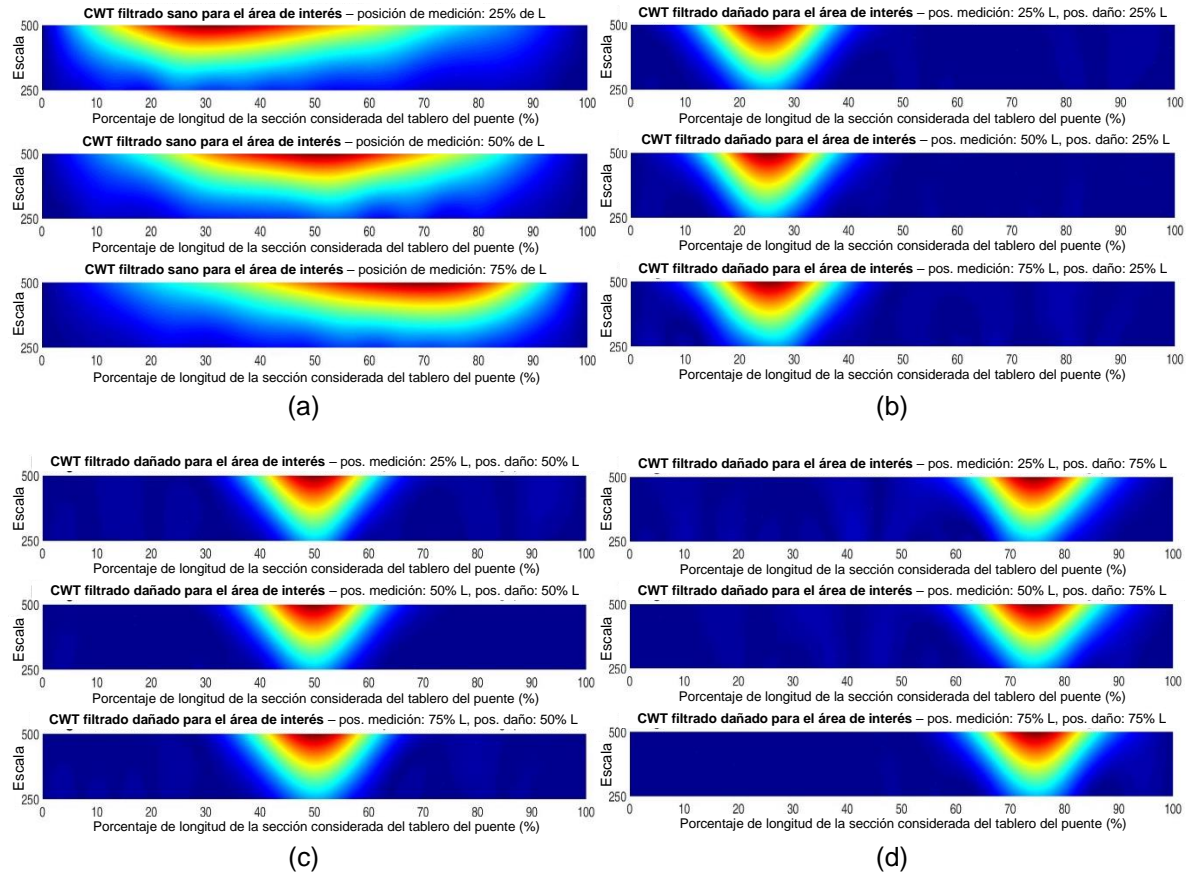 CWT filtrado sano para el área de interés – posición de medición: 25% de L
Escala
500
250
0 10 20 30 40 50 60 70 80 90 100
Porcentaje de longitud de la sección considerada del tablero del puente (%)
CWT filtrado sano para el área de interés – posición de medición: 50% de L
Escala
500
250
0 10 20 30 40 50 60 70 80 90 100
Porcentaje de longitud de la sección considerada del tablero del puente (%)
CWT filtrado sano para el área de interés – posición de medición: 75% de L
Escala
500
250
0 10 20 30 40 50 60 70 80 90 100
Porcentaje de longitud de la sección considerada del tablero del puente (%)
(a)
CWT filtrado dañado para el área de interés – pos. medición: 25% L, pos. daño: 25% L
Escala
500
250
0 10 20 30 40 50 60 70 80 90 100
Porcentaje de longitud de la sección considerada del tablero del puente (%)
CWT filtrado dañado para el área de interés – pos. medición: 50% L, pos. daño: 25% L
Escala
500
250
0 10 20 30 40 50 60 70 80 90 100
Porcentaje de longitud de la sección considerada del tablero del puente (%)
CWT filtrado dañado para el área de interés – pos. medición: 75% L, pos. daño: 25% L
Escala
500
250
0 10 20 30 40 50 60 70 80 90 100
Porcentaje de longitud de la sección considerada del tablero del puente (%)
(b)
CWT filtrado dañado para el área de interés – pos. medición: 25% L, pos. daño: 50% L
Escala
500
250
0 10 20 30 40 50 60 70 80 90 100
Porcentaje de longitud de la sección considerada del tablero del puente (%)
CWT filtrado dañado para el área de interés – pos. medición: 50% L, pos. daño: 50% L
Escala
500
250
0 10 20 30 40 50 60 70 80 90 100
Porcentaje de longitud de la sección considerada del tablero del puente (%)
CWT filtrado dañado para el área de interés – pos. medición: 75% L, pos. daño: 50% L
Escala
500
250
0 10 20 30 40 50 60 70 80 90 100
Porcentaje de longitud de la sección considerada del tablero del puente (%)
(c)
CWT filtrado dañado para el área de interés – pos. medición: 25% L, pos. daño: 75% L
Escala
500
250
0 10 20 30 40 50 60 70 80 90 100
Porcentaje de longitud de la sección considerada del tablero del puente (%)
CWT filtrado dañado para el área de interés – pos. medición: 50% L, pos. daño: 75% L
Escala
500
250
0 10 20 30 40 50 60 70 80 90 100
Porcentaje de longitud de la sección considerada del tablero del puente (%)
CWT filtrado dañado para el área de interés – pos. medición: 75% L, pos. daño: 75% L
Escala
500
250
0 10 20 30 40 50 60 70 80 90 100
Porcentaje de longitud de la sección considerada del tablero del puente (%)
(d)